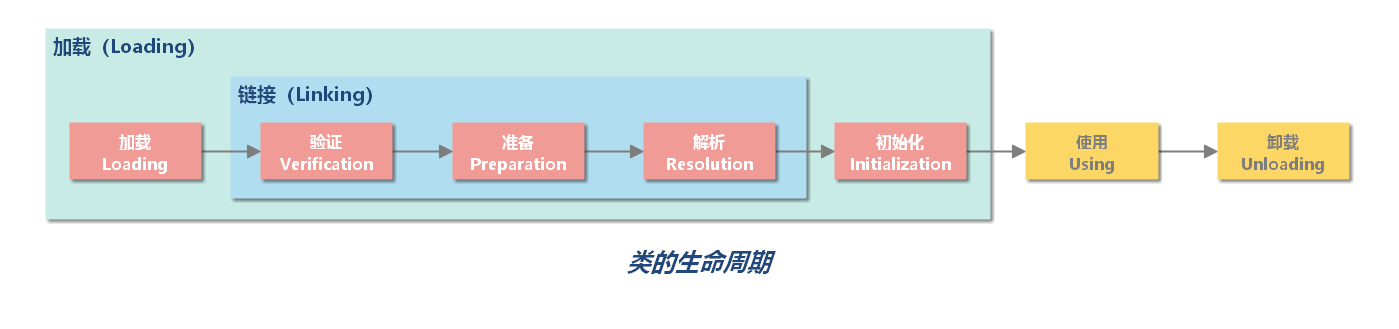 加载（Loading）
链接（Linking）
加载
Loading
验证
Verification
准备
Preparation
解析
Resolution
初始化
Initialization
使用
Using
卸载
Unloading
类的生命周期